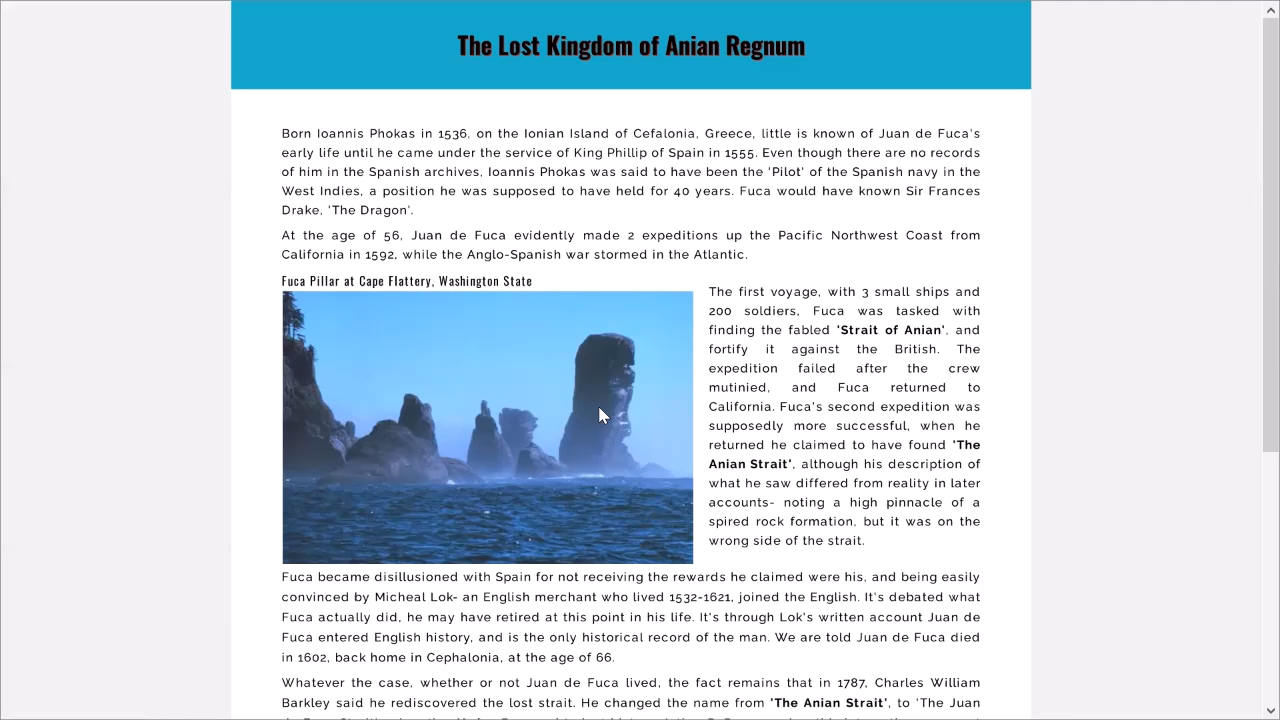 The Lost Kingdom of Anian Regnum
Born Ioannis Phokas in 1536, on the Ionian Island of Cefalonia, Greece, little is known of Juan de Fuca's
early life until he came under the service of King Phillip of Spain in 1555. Even though there are no records
of him in the Spanish archives, Ioannis Phokas was said to have been the 'Pilot' of the Spanish navy in the
West Indies, a position he was supposed to have held for 40 years. Fuca would have known Sir Frances
Drake, 'The Dragon'.
At the age of 56, Juan de Fuca evidently made 2 expeditions up the Pacific Northwest Coast from
California in 1592, while the Anglo-Spanish war stormed in the Atlantic.
Fuca Pillar at Cape Flattery, Washington State
The first voyage, with 3 small ships and
200 soldiers, Fuca was tasked with
finding the fabled 'Strait of Anian', and
fortify it against the British. The
expedition failed after the crew
mutinied, and Fuca returned to
California. Fuca's second expedition was
supposedly more successful, when he
returned he claimed to have found 'The
Anian Strait', although his description of
what he saw differed from reality in later
accounts- noting a high pinnacle of a
spired rock formation, but it was on the
wrong side of the strait.
Fuca became disillusioned with Spain for not receiving the rewards he claimed were his, and being easily
convinced by Micheal Lok- an English merchant who lived 1532-1621, joined the English. It's debated what
Fuca actually did, he may have retired at this point in his life. It's through Lok's written account Juan de
Fuca entered English history, and is the only historical record of the man. We are told Juan de Fuca died
in 1602, back home in Cephalonia, at the age of 66.
Whatever the case, whether or not Juan de Fuca lived, the fact remains that in 1787, Charles William
Barkley said he rediscovered the lost strait. He changed the name from 'The Anian Strait', to 'The Juan